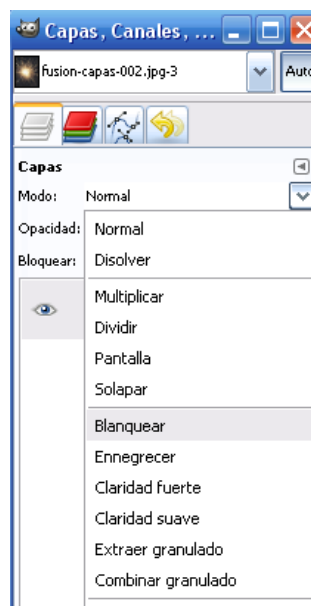 Capas, Canales, ...
fusion-capas-002.jpg-3
Auto
Capas
Modo: Normal
Opacidad:
Bloquear:
Normal
Disolver
Multiplicar
Dividir
Pantalla
Solapar
Blanquear
Ennegrecer
Claridad fuerte
Claridad suave
Extraer granulado
Combinar granulado